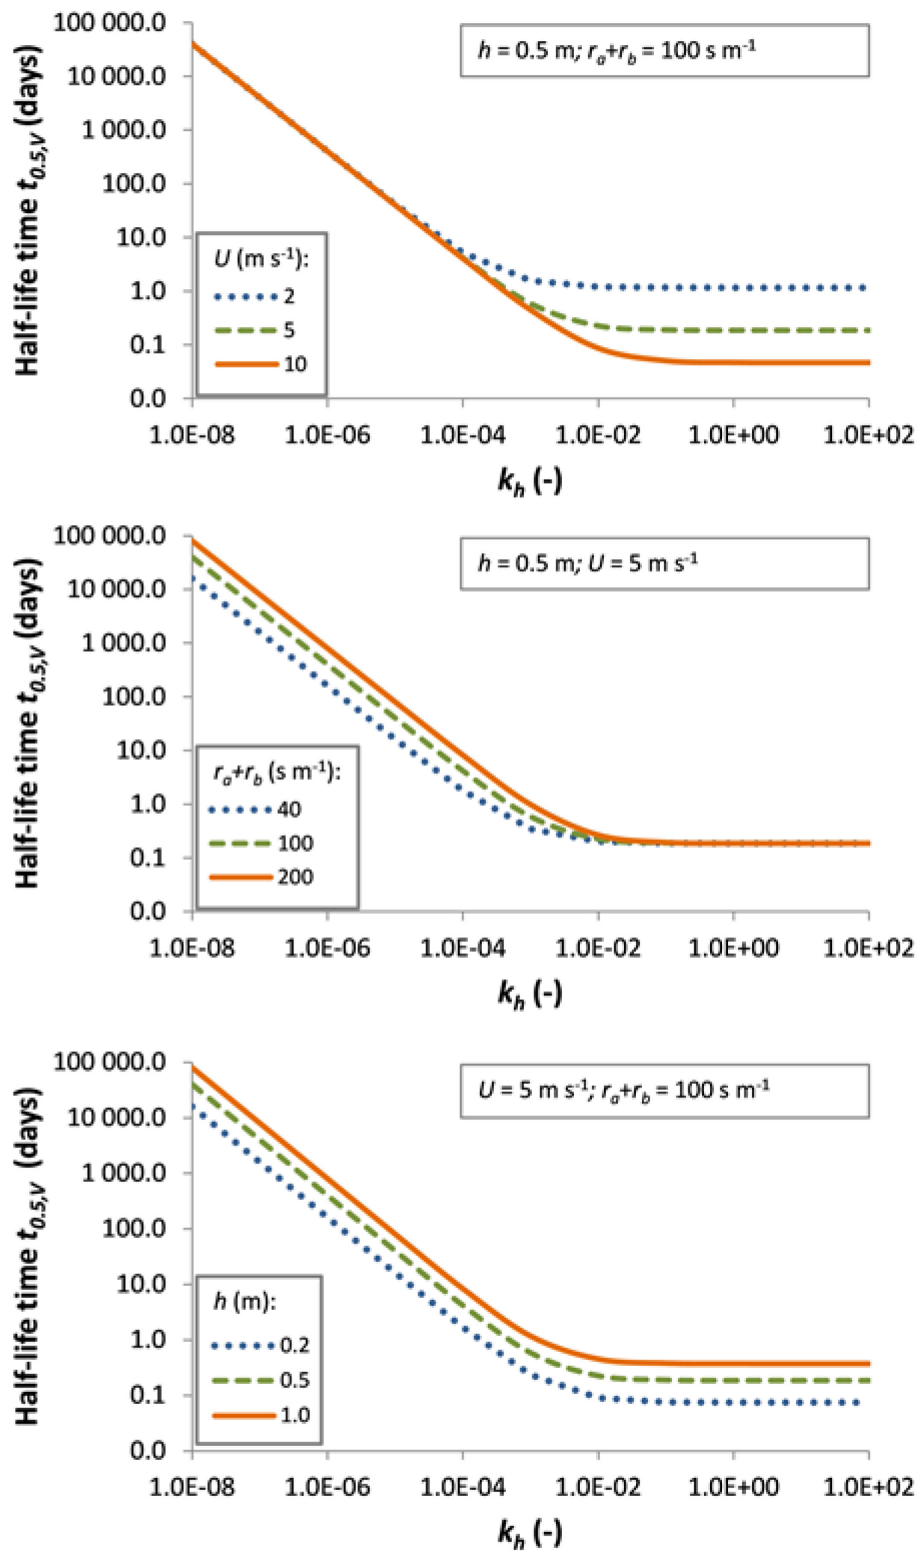 100 000.0
h = 0.5 m; rₐ+r_b = 100 s m⁻¹
10 000.0
1 000.0
100.0
10.0
1.0
0.1
0.0
Half-life time t₀.₅,ᵥ (days)
U (m s⁻¹):
2
5
10
1.0E-08 1.0E-06 1.0E-04 1.0E-02 1.0E+00 1.0E+02
kₕ (-)
100 000.0
h = 0.5 m; U = 5 m s⁻¹
10 000.0
1 000.0
100.0
10.0
1.0
0.1
0.0
Half-life time t₀.₅,ᵥ (days)
rₐ+r_b (s m⁻¹):
40
100
200
1.0E-08 1.0E-06 1.0E-04 1.0E-02 1.0E+00 1.0E+02
kₕ (-)
100 000.0
U = 5 m s⁻¹; rₐ+r_b = 100 s m⁻¹
10 000.0
1 000.0
100.0
10.0
1.0
0.1
0.0
Half-life time t₀.₅,ᵥ (days)
h (m):
0.2
0.5
1.0
1.0E-08 1.0E-06 1.0E-04 1.0E-02 1.0E+00 1.0E+02
kₕ (-)